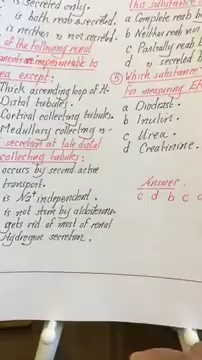 is secreted only.
is both reab & secreted.
is neither " nor secreted.
of the following renal
ments are impermeable to
ea except:
Thick ascending loop of H.
Distal tubules.
Cortical collecting tubules.
Medullary collecting "
secretion at late distal
collecting tubules:
occurs by second active
transport.
is Na+ independent.
is not stim by aldosterone.
gets rid of most of renal
Hydrogen secretion.
this substance
a Complete reab b
b Neither reab nor
c Partially reab
d " secreted b
⑤ Which substance
for measuring Ef
a Diodrast.
b Inulin.
c Urea.
d Creatinine.
Answer
c d b c